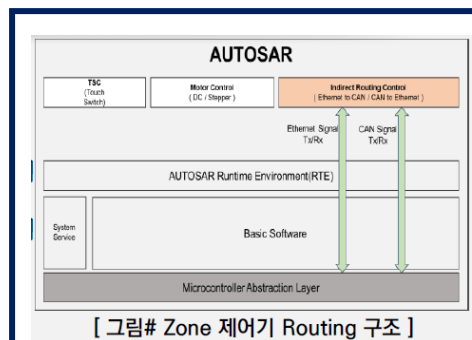 AUTOSAR
TSC
(Touch
Switch)
Motor Control
( DC / Stepper )
Indirect Routing Control
( Ethernet to CAN / CAN to Ethernet )
Ethernet Signal
Tx/Rx
CAN Signal
Tx/Rx
AUTOSAR Runtime Environment(RTE)
System
Service
Basic Software
Microcontroller Abstraction Layer
[ 그림# Zone 제어기 Routing 구조 ]